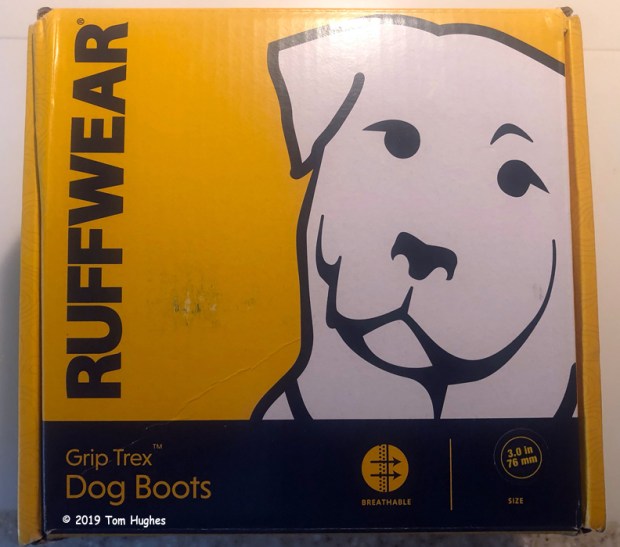 RUFFWEAR®
Grip Trex™
Dog Boots
BREATHABLE
3.0 in
76 mm
SIZE
© 2019 Tom Hughes